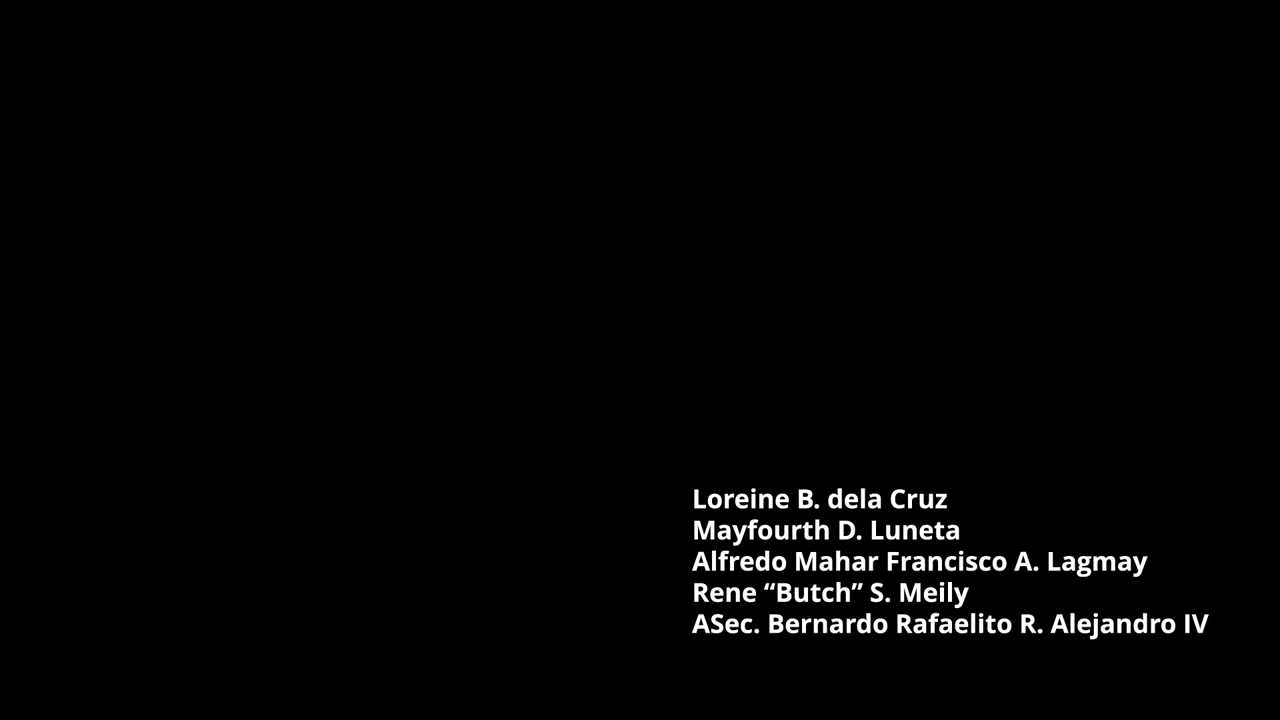 Loreine B. dela Cruz
Mayfourth D. Luneta
Alfredo Mahar Francisco A. Lagmay
Rene “Butch” S. Meily
ASec. Bernardo Rafaelito R. Alejandro IV